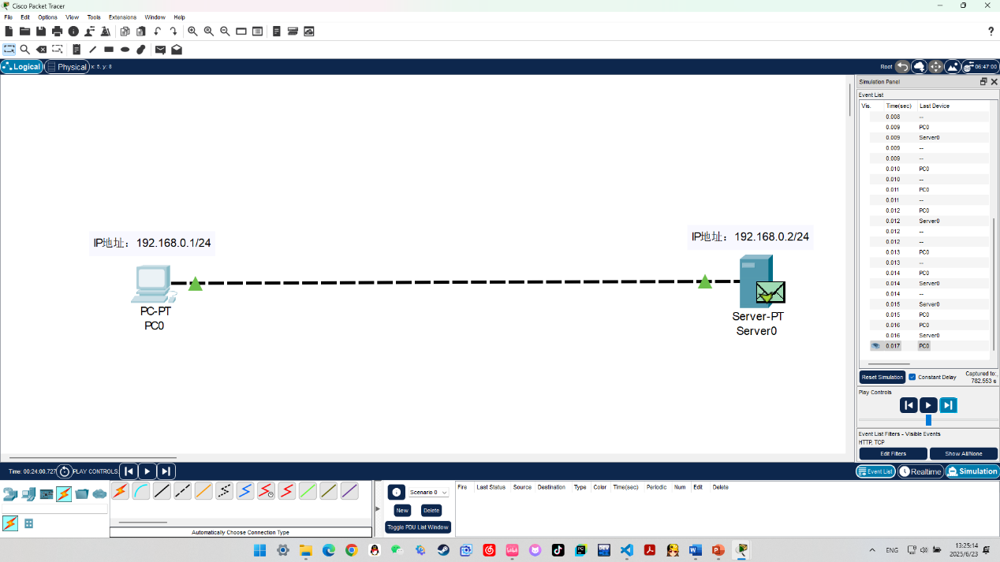 Cisco Packet Tracer
File Edit Options View Tools Extensions Window Help
Logical Physical x: 5, y: 8 Root 06:47:00
Simulation Panel
Event List
Vis. Time(sec) Last Device
0.008 --
0.009 PC0
0.009 Server0
0.009 --
0.009 --
0.010 PC0
0.010 --
0.011 PC0
0.011 --
0.012 PC0
0.012 Server0
0.012 --
0.012 --
0.013 PC0
0.013 --
0.014 PC0
0.014 Server0
0.014 --
0.015 Server0
0.015 PC0
0.016 PC0
0.016 Server0
0.017 PC0
Reset Simulation Constant Delay Captured to:
782.553 s
Play Controls
Event List Filters - Visible Events
HTTP, TCP
Edit Filters Show All/None
IP地址：192.168.0.1/24
PC-PT
PC0
IP地址：192.168.0.2/24
Server-PT
Server0
Time: 00:24:00.727 PLAY CONTROLS: Event List Realtime Simulation
Automatically Choose Connection Type
Scenario 0
New Delete
Toggle PDU List Window
Fire Last Status Source Destination Type Color Time(sec) Periodic Num Edit Delete
ENG
13:25:14
2025/6/23